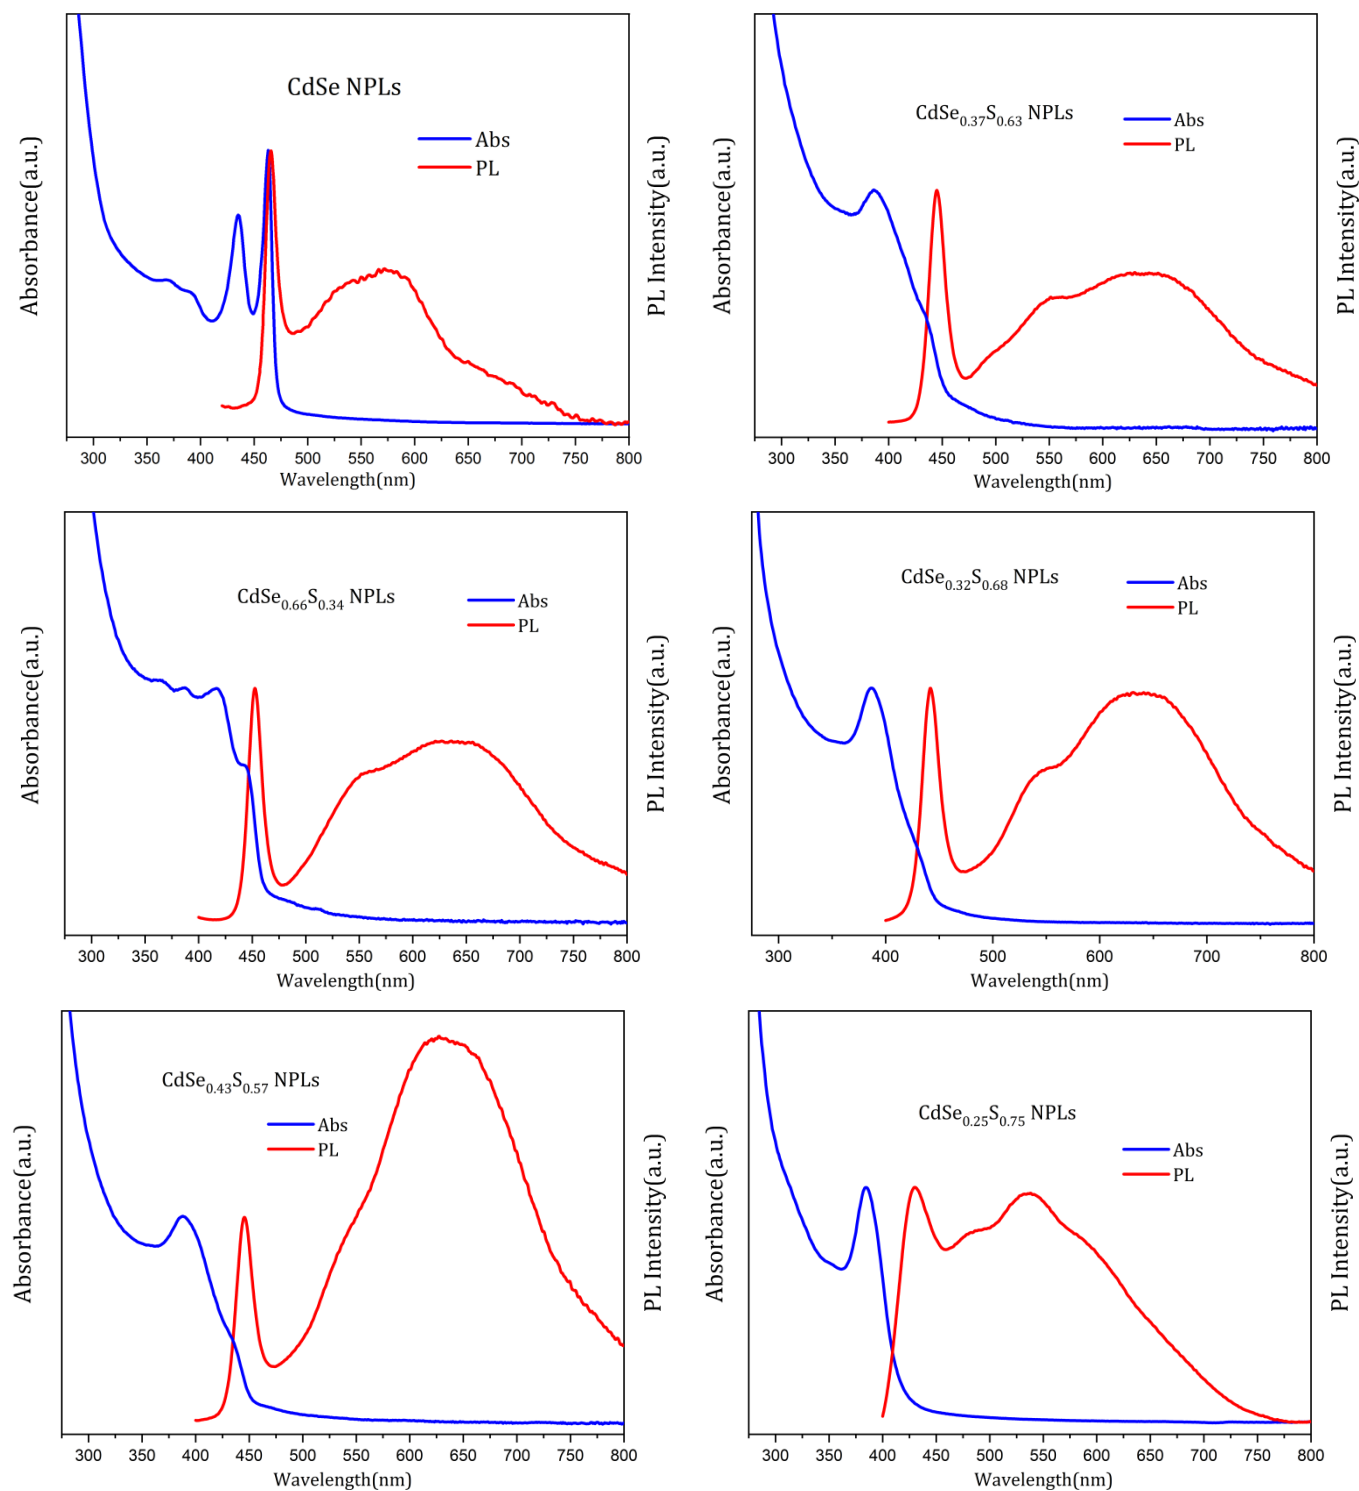 CdSe NPLs
Abs
PL
Absorbance(a.u.)
PL Intensity(a.u.)
300 350 400 450 500 550 600 650 700 750 800
Wavelength(nm)
CdSe0.37S0.63 NPLs
Abs
PL
Absorbance(a.u.)
PL Intensity(a.u.)
300 350 400 450 500 550 600 650 700 750 800
Wavelength(nm)
CdSe0.66S0.34 NPLs
Abs
PL
Absorbance(a.u.)
PL Intensity(a.u.)
300 350 400 450 500 550 600 650 700 750 800
Wavelength(nm)
CdSe0.32S0.68 NPLs
Abs
PL
Absorbance(a.u.)
PL Intensity(a.u.)
300 400 500 600 700 800
Wavelength(nm)
CdSe0.43S0.57 NPLs
Abs
PL
Absorbance(a.u.)
PL Intensity(a.u.)
300 350 400 450 500 550 600 650 700 750 800
Wavelength(nm)
CdSe0.25S0.75 NPLs
Abs
PL
Absorbance(a.u.)
PL Intensity(a.u.)
300 350 400 450 500 550 600 650 700 750 800
Wavelength(nm)